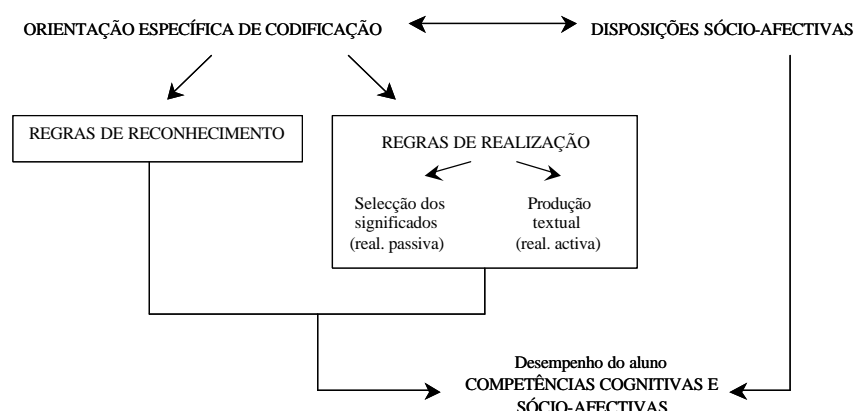 ORIENTAÇÃO ESPECÍFICA DE CODIFICAÇÃO
DISPOSIÇÕES SÓCIO-AFECTIVAS
REGRAS DE RECONHECIMENTO
REGRAS DE REALIZAÇÃO
Selecção dos
significados
(real. passiva)
Produção
textual
(real. activa)
Desempenho do aluno
COMPETÊNCIAS COGNITIVAS E
SÓCIO-AFECTIVAS